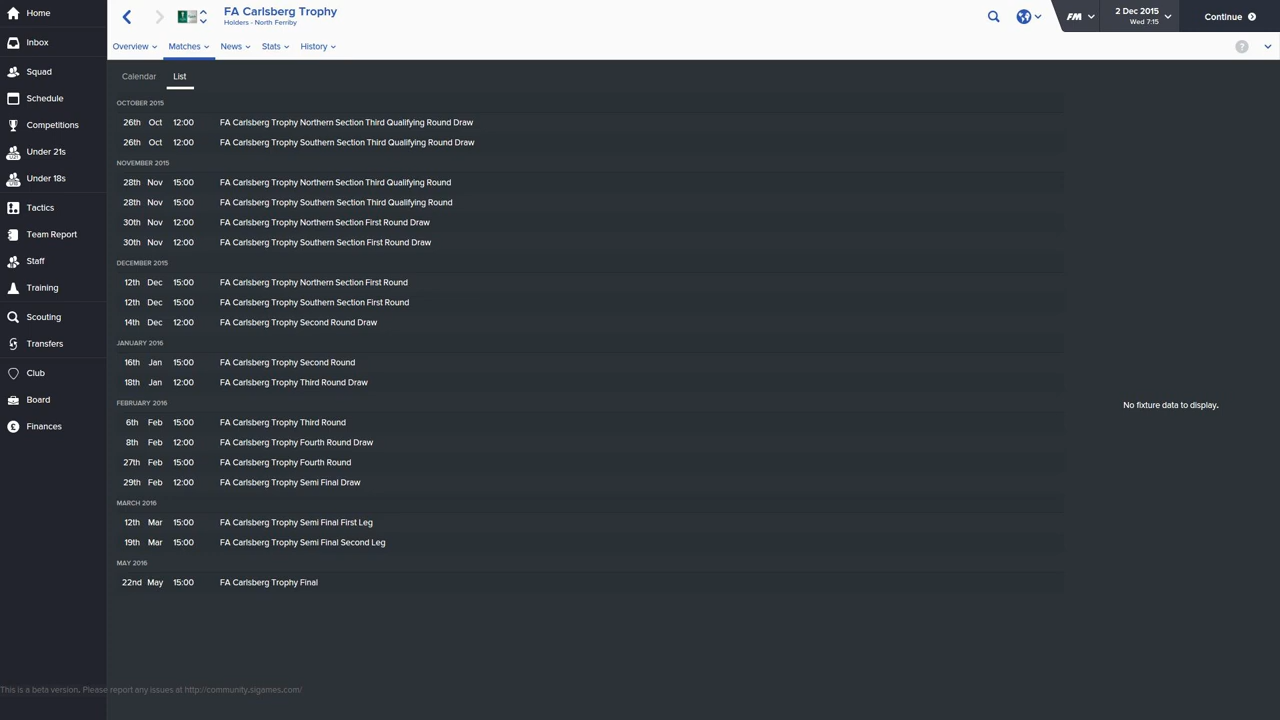 Home
Inbox
Squad
Schedule
Competitions
Under 21s
Under 18s
Tactics
Team Report
Staff
Training
Scouting
Transfers
Club
Board
Finances
FA Carlsberg Trophy
Holders - North Ferriby
FM
2 Dec 2015
Wed 7:15
Continue
Overview
Matches
News
Stats
History
?
Calendar
List
OCTOBER 2015
26th Oct 12:00 FA Carlsberg Trophy Northern Section Third Qualifying Round Draw
26th Oct 12:00 FA Carlsberg Trophy Southern Section Third Qualifying Round Draw
NOVEMBER 2015
28th Nov 15:00 FA Carlsberg Trophy Northern Section Third Qualifying Round
28th Nov 15:00 FA Carlsberg Trophy Southern Section Third Qualifying Round
30th Nov 12:00 FA Carlsberg Trophy Northern Section First Round Draw
30th Nov 12:00 FA Carlsberg Trophy Southern Section First Round Draw
DECEMBER 2015
12th Dec 15:00 FA Carlsberg Trophy Northern Section First Round
12th Dec 15:00 FA Carlsberg Trophy Southern Section First Round
14th Dec 12:00 FA Carlsberg Trophy Second Round Draw
JANUARY 2016
16th Jan 15:00 FA Carlsberg Trophy Second Round
18th Jan 12:00 FA Carlsberg Trophy Third Round Draw
FEBRUARY 2016
6th Feb 15:00 FA Carlsberg Trophy Third Round
8th Feb 12:00 FA Carlsberg Trophy Fourth Round Draw
27th Feb 15:00 FA Carlsberg Trophy Fourth Round
29th Feb 12:00 FA Carlsberg Trophy Semi Final Draw
MARCH 2016
12th Mar 15:00 FA Carlsberg Trophy Semi Final First Leg
19th Mar 15:00 FA Carlsberg Trophy Semi Final Second Leg
MAY 2016
22nd May 15:00 FA Carlsberg Trophy Final
No fixture data to display.
This is a beta version. Please report any issues at http://community.sigames.com/